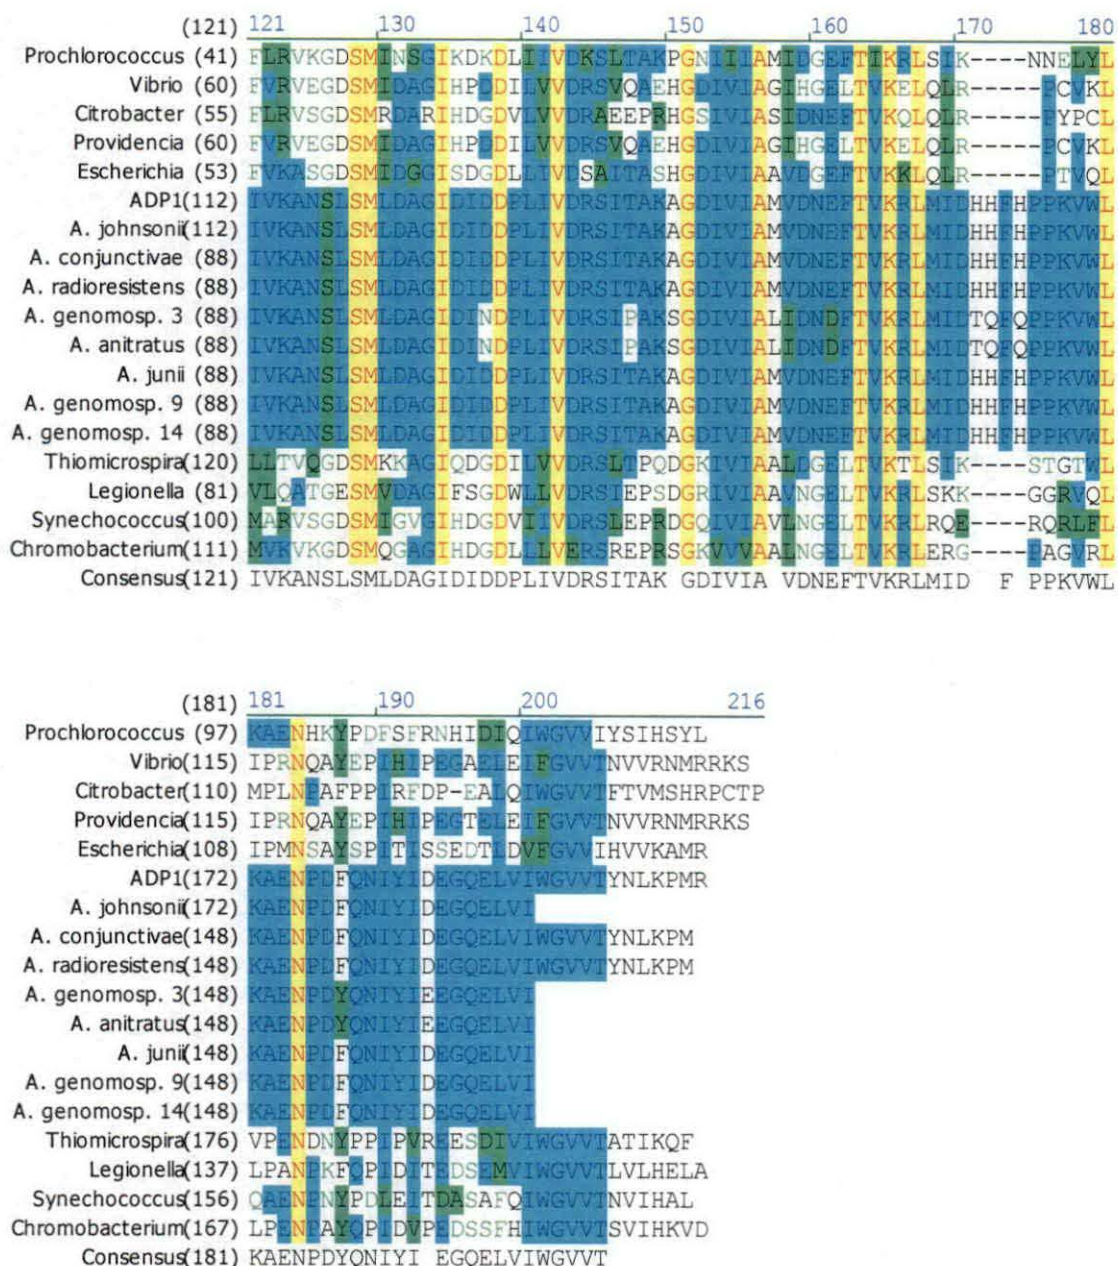 (121) 121 130 140 150 160 170 180
Prochlorococcus (41) FLRVKGDSMINSGIKDKDLIIVDKSLTAKPGNIIIAMIDGEFTIKRLSIK----NNELYL
Vibrio (60) FVRVEGDSMIDAGIHPDDILVVDRSVQAEHGDIVIAGIHGELTVKELQLR-----PCVKL
Citrobacter (55) FLRVSGDSMRDARIHDGDVLVVDRAEEPRHGSIVIASIDNELTVKQLQLR-----PYPCL
Providencia (60) FVRVEGDSMIDAGIHPDDILVVDRSVQAEHGDIVIAGIHGELTVKELQLR-----PCVKL
Escherichia (53) FVKASGDSMIDGGISDGDLLIVDSAITASHGDIVIAAVDGEFTVKKLQLR-----PTVQL
ADP1(112) IVKANSLSMLDAGIDIDDPLIVDRSITAKAGDIVIAMVDNEFTVKRLMIDHHFHPPKVWL
A. johnsonii(112) IVKANSLSMLDAGIDIDDPLIVDRSITAKAGDIVIAMVDNEFTVKRLMIDHHFHPPKVWL
A. conjunctivae (88) IVKANSLSMLDAGIDIDDPLIVDRSITAKAGDIVIAMVDNEFTVKRLMIDHHFHPPKVWL
A. radioresistens (88) IVKANSLSMLDAGIDIDDPLIVDRSITAKAGDIVIAMVDNEFTVKRLMIDHHFHPPKVWL
A. genomosp. 3 (88) IVKANSLSMLDAGIDINDPLIVDRSIPAKSGDIVIALIDNDFTVKRLMIDTQFQPPKVWL
A. anitratus (88) IVKANSLSMLDAGIDINDPLIVDRSIPAKSGDIVIALIDNDFTVKRLMIDTQFQPPKVWL
A. junii (88) IVKANSLSMLDAGIDIDDPLIVDRSITAKAGDIVIAMVDNEFTVKRLMIDHHFHPPKVWL
A. genomosp. 9 (88) IVKANSLSMLDAGIDIDDPLIVDRSITAKAGDIVIAMVDNEFTVKRLMIDHHFHPPKVWL
A. genomosp. 14 (88) IVKANSLSMLDAGIDIDDPLIVDRSITAKAGDIVIAMVDNEFTVKRLMIDHHFHPPKVWL
Thiomicrospira(120) LLTVQGDSMKKAGIQDGDILVVDRSLTPQDGKIVIAALDGELTVKTLSIK----STGTWL
Legionella (81) VLQATGESMVDAGIFSGDWLLVDRSIEPSDGRIVIAAVNGELTVKRLSKK----GGRVQL
Synechococcus(100) MARVSGDSMIGVGIHDGDVIIVDRSLEPRDGQIVIAVLNGELTVKRLRQE----RQRLFL
Chromobacterium(111) MVKVKGDSMQGAGIHDGDLLLVERSREPRSGKVVVAALNGELTVKRLERG----PAGVRL
Consensus(121) IVKANSLSMLDAGIDIDDPLIVDRSITAK GDIVIA VDNEFTVKRLMID F PPKVWL
(181) 181 190 200 216
Prochlorococcus (97) KAENHKYPDFSFRNHIDIQIWGVVIYSIHSYL
Vibrio(115) IPRNQAYEPIHIPEGAELEIFGVVTNVVRNMRRKS
Citrobacter(110) MPLNPAFPPIRFDP-EALQIWGVVTFTVMSHRPCTP
Providencia(115) IPRNQAYEPIHIPEGTELEIFGVVTNVVRNMRRKS
Escherichia(108) IPMNSAYSPITISSEDTLDVFGVVIHVVKAMR
ADP1(172) KAENPDFQNIYIDEGQELVIWGVVTYNLKPMR
A. johnsonii(172) KAENPDFQNIYIDEGQELVI
A. conjunctivae(148) KAENPDFQNIYIDEGQELVIWGVVTYNLKPM
A. radioresistens(148) KAENPDFQNIYIDEGQELVIWGVVTYNLKPM
A. genomosp. 3(148) KAENPDYQNIYIEEGQELVI
A. anitratus(148) KAENPDYQNIYIEEGQELVI
A. junii(148) KAENPDFQNIYIDEGQELVI
A. genomosp. 9(148) KAENPDFQNIYIDEGQELVI
A. genomosp. 14(148) KAENPDFQNIYIDEGQELVI
Thiomicrospira(176) VPENDNYPPIPVREESDIVIWGVVTATIKQF
Legionella(137) LPANPKFQPIDITEDSEMVIWGVVTLVLHELA
Synechococcus(156) QAENPNYPDLEITDASAFQIWGVVTNVIHAL
Chromobacterium(167) LPENPAYQPIDVPEDSSFHIWGVVTSVIHKVD
Consensus(181) KAENPDYQNIYI EGQELVIWGVVT